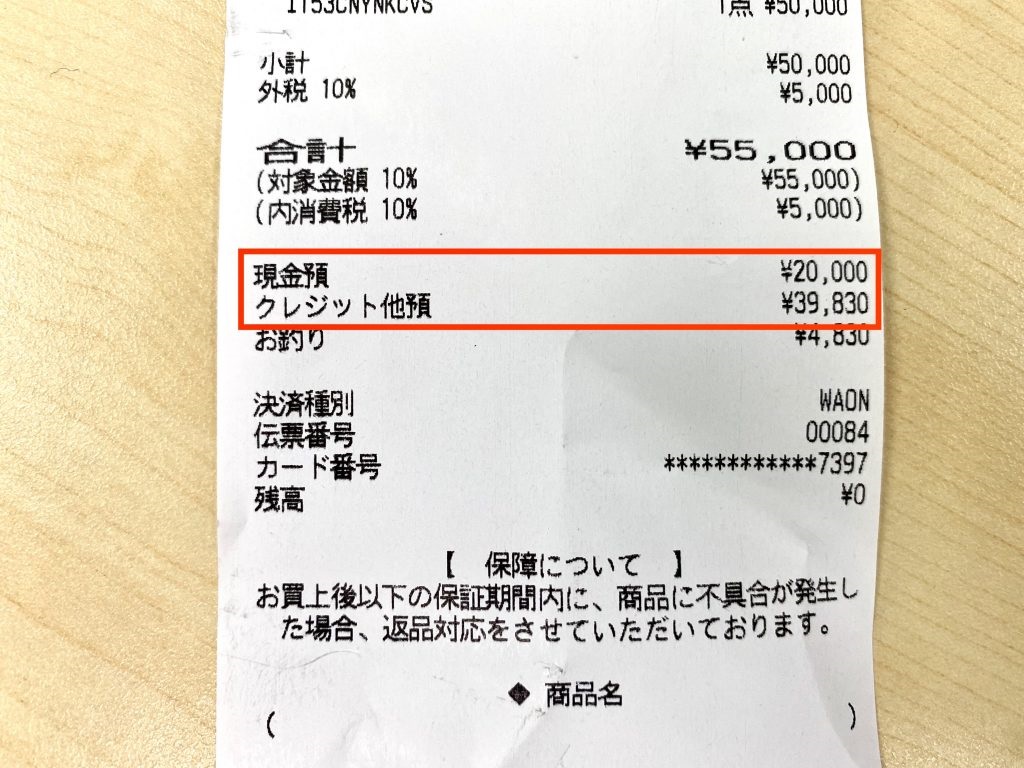 IT53CNYNKCVS 1点 ¥50,000
小計 ¥50,000
外税 10% ¥5,000
合計 ¥55,000
(対象金額 10% ¥55,000)
(内消費税 10% ¥5,000)
現金預 ¥20,000
クレジット他預 ¥39,830
お釣り ¥4,830
決済種別 WAON
伝票番号 00084
カード番号 ************7397
残高 ¥0
【 保障について 】
お買上後以下の保証期間内に、商品に不具合が発生し
た場合、返品対応をさせていただいております。
◆ 商品名
( )